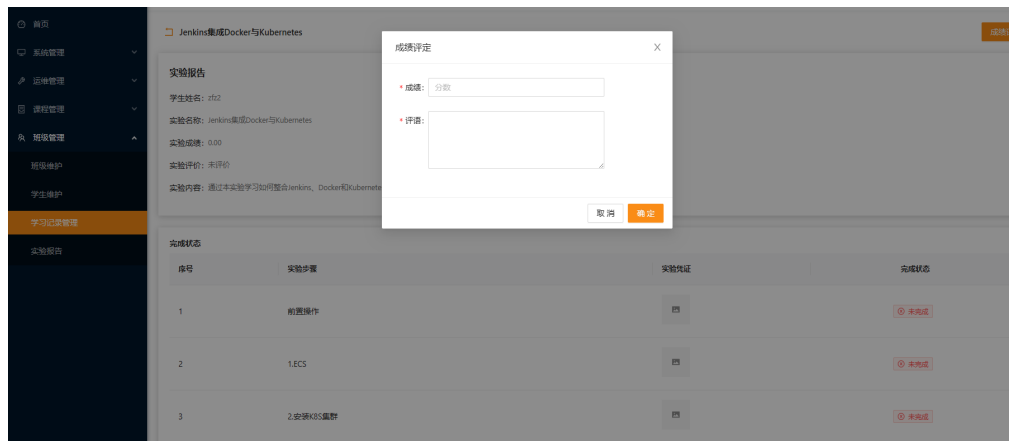 首页
系统管理
运维管理
课程管理
班级管理
班级维护
学生维护
学习记录管理
实验报告
Jenkins集成Docker与Kubernetes
成绩
实验报告
学生姓名：zfz2
实验名称：Jenkins集成Docker与Kubernetes
实验成绩：0.00
实验评价：未评价
实验内容：通过本实验学习如何整合Jenkins、Docker和Kubernete
成绩评定
X
* 成绩： 分数
* 评语：
取 消 确 定
完成状态
序号 实验步骤 实验凭证 完成状态
1 前置操作 未完成
2 1.ECS 未完成
3 2.安装K8S集群 未完成